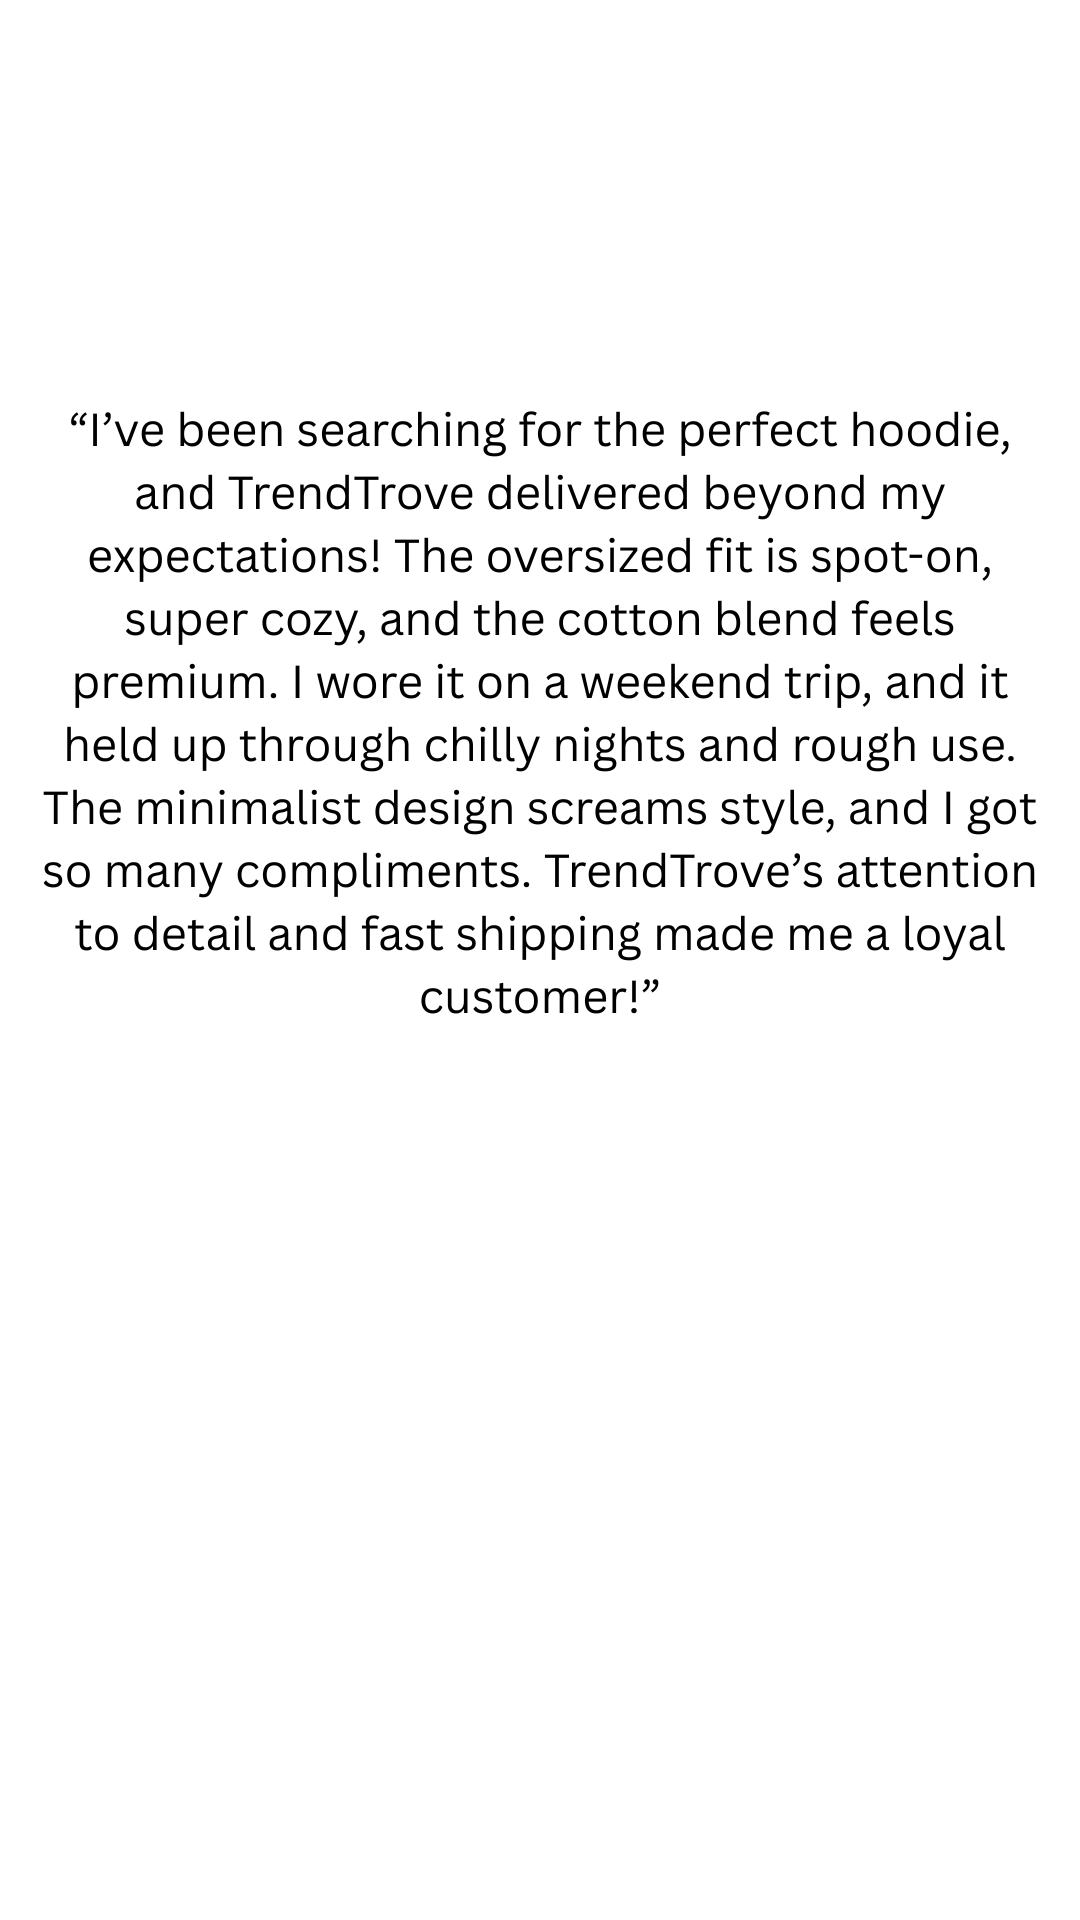 “I’ve been searching for the perfect hoodie,
and TrendTrove delivered beyond my
expectations! The oversized fit is spot-on,
super cozy, and the cotton blend feels
premium. I wore it on a weekend trip, and it
held up through chilly nights and rough use.
The minimalist design screams style, and I got
so many compliments. TrendTrove’s attention
to detail and fast shipping made me a loyal
customer!”